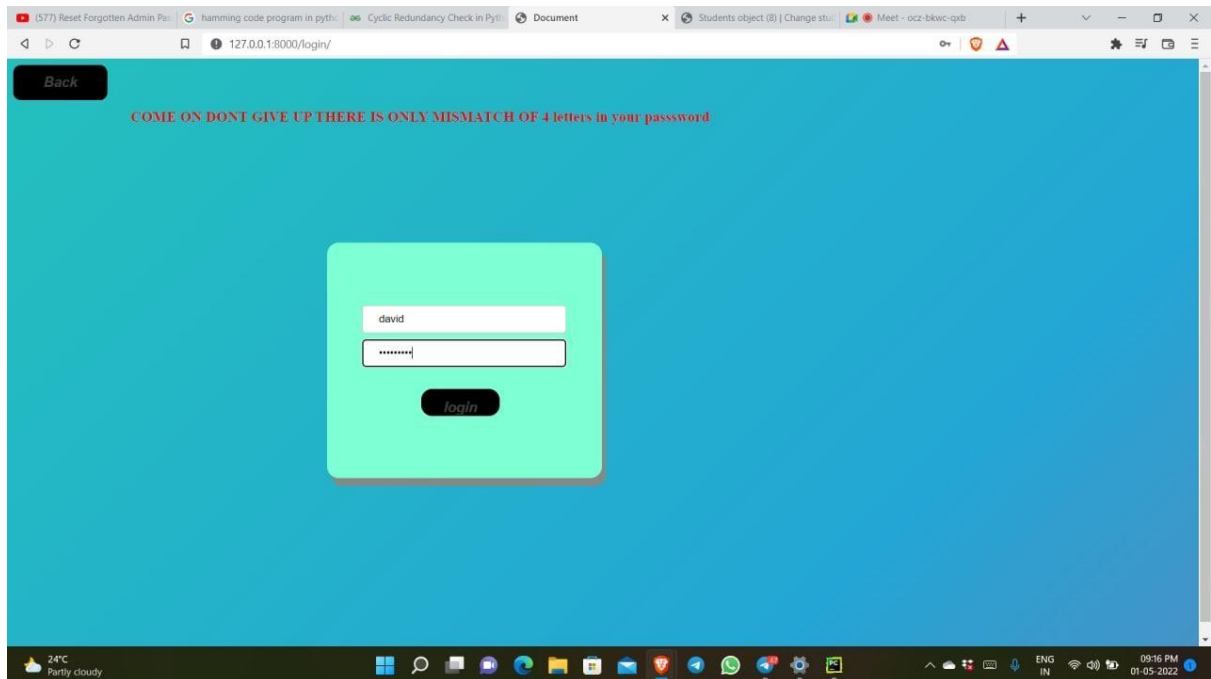 (577) Reset Forgotten Admin Pas
hamming code program in pytho
Cyclic Redundancy Check in Pyth
Document
Students object (8) | Change stud
Meet - ocz-bkwc-qxb
127.0.0.1:8000/login/
Back
COME ON DONT GIVE UP THERE IS ONLY MISMATCH OF 4 letters in your passsword
david
login
24°C
Partly cloudy
ENG
IN
09:16 PM
01-05-2022